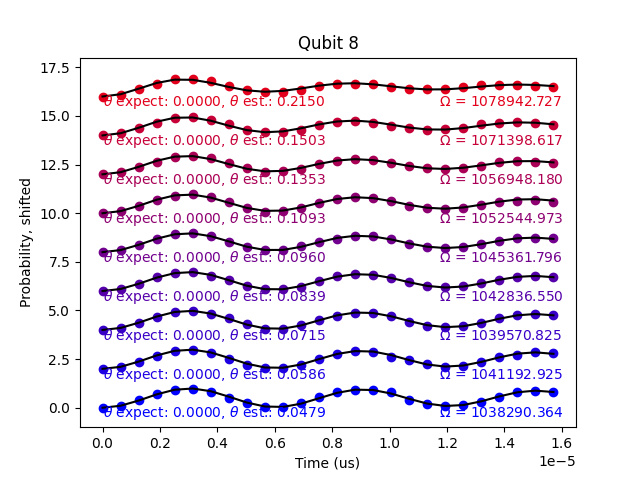 Qubit 8
17.5
15.0
12.5
10.0
7.5
5.0
2.5
0.0
Probability, shifted
θ expect: 0.0000, θ est.: 0.2150 Ω = 1078942.727
θ expect: 0.0000, θ est.: 0.1503 Ω = 1071398.617
θ expect: 0.0000, θ est.: 0.1353 Ω = 1056948.180
θ expect: 0.0000, θ est.: 0.1093 Ω = 1052544.973
θ expect: 0.0000, θ est.: 0.0960 Ω = 1045361.796
θ expect: 0.0000, θ est.: 0.0839 Ω = 1042836.550
θ expect: 0.0000, θ est.: 0.0715 Ω = 1039570.825
θ expect: 0.0000, θ est.: 0.0586 Ω = 1041192.925
θ expect: 0.0000, θ est.: 0.0479 Ω = 1038290.364
0.0 0.2 0.4 0.6 0.8 1.0 1.2 1.4 1.6
1e−5
Time (us)